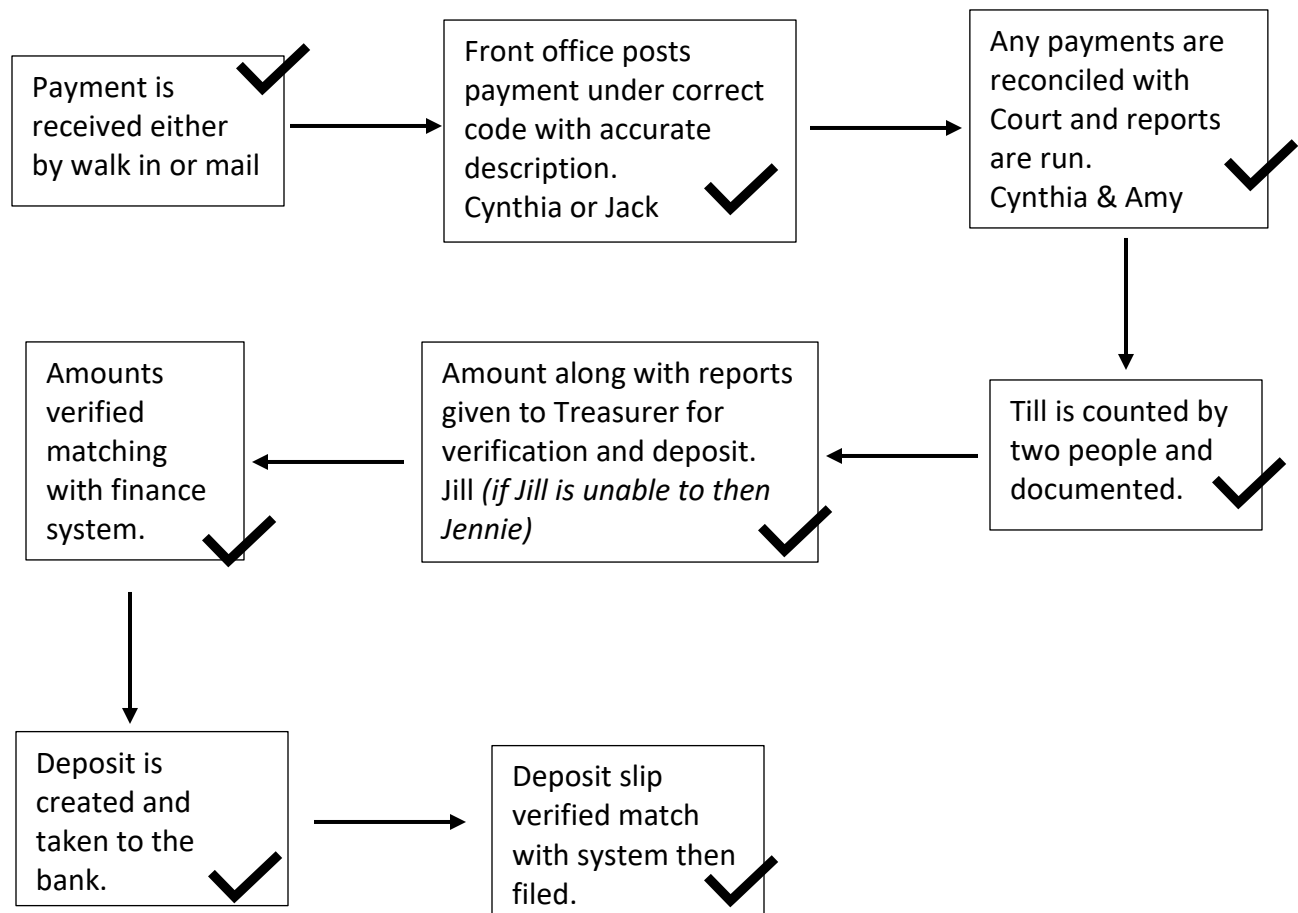 Payment is
received either
by walk in or mail
Front office posts
payment under correct
code with accurate
description.
Cynthia or Jack
Any payments are
reconciled with
Court and reports
are run.
Cynthia & Amy
Till is counted by
two people and
documented.
Amount along with reports
given to Treasurer for
verification and deposit.
Jill (if Jill is unable to then
Jennie)
Amounts
verified
matching
with finance
system.
Deposit is
created and
taken to the
bank.
Deposit slip
verified match
with system then
filed.